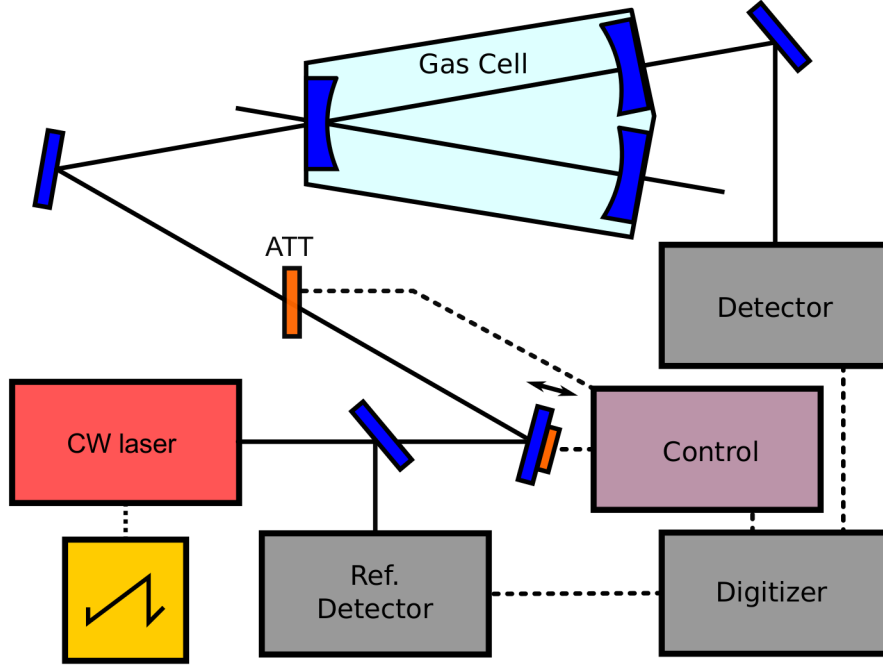 Gas Cell
ATT
Detector
CW laser
Control
Ref.
Detector
Digitizer